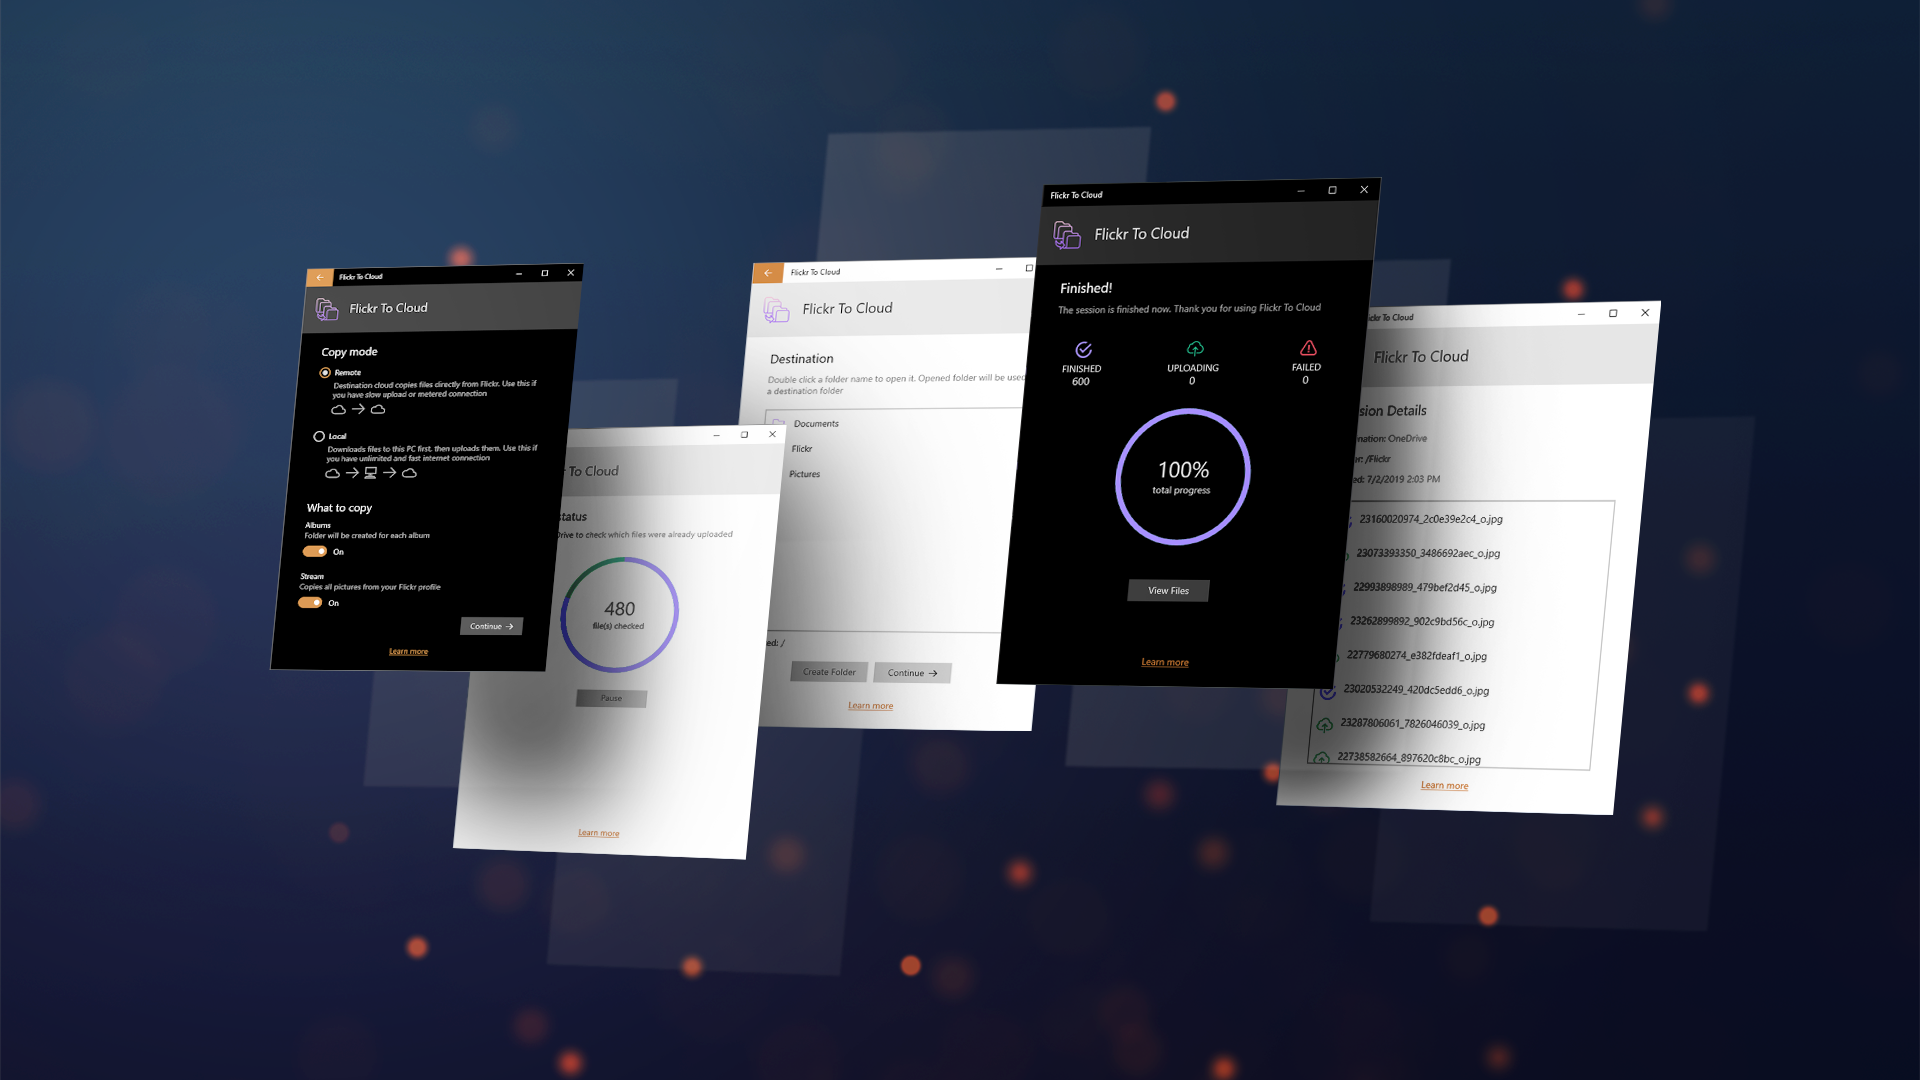 Flickr To Cloud
Flickr To Cloud
Copy mode
Remote
Destination cloud copies files directly from Flickr. Use this if
you have slow upload or metered connection
Local
Downloads files to this PC first, then uploads them. Use this if
you have unlimited and fast internet connection
What to copy
Albums
Folder will be created for each album
On
Stream
Copies all pictures from your Flickr profile
On
Continue
Learn more
To Cloud
status
Drive to check which files were already uploaded
480
file(s) checked
Pause
Learn more
Flickr To Cloud
Flickr To Cloud
Destination
Double click a folder name to open it. Opened folder will be used
a destination folder
Documents
Flickr
Pictures
ed: /
Create Folder
Continue
Learn more
Flickr To Cloud
Flickr To Cloud
Finished!
The session is finished now. Thank you for using Flickr To Cloud
FINISHED
600
UPLOADING
0
FAILED
0
100%
total progress
View Files
Learn more
ickr To Cloud
Flickr To Cloud
sion Details
nation: OneDrive
er: /Flickr
ed: 7/2/2019 2:03 PM
23160020974_2c0e39e2c4_o.jpg
23073393350_3486692aec_o.jpg
22993898989_479bef2d45_o.jpg
23262899892_902c9bd56c_o.jpg
22779680274_e382fdeaf1_o.jpg
23020532249_420dc5edd6_o.jpg
23287806061_7826046039_o.jpg
22738582664_897620c8bc_o.jpg
Learn more